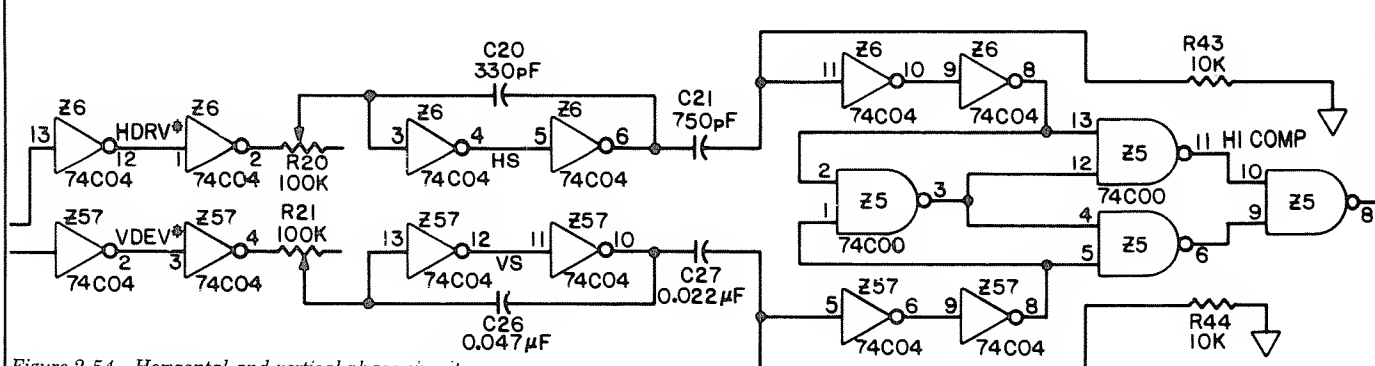 C20
330pF
R43
10K
Z6
Z6
11
10
9
8
74C04
74C04
C21
750pF
Z6
Z6
13
HDRV*
12
1
2
74C04
74C04
R20
100K
Z6
Z6
3
4
HS
5
6
74C04
74C04
13
12
Z5
11
HI COMP
74C00
2
1
Z5
3
74C00
10
9
Z5
8
4
5
Z5
6
Z57
Z57
VDEV*
2
3
4
74C04
74C04
R21
100K
Z57
Z57
13
12
VS
11
10
74C04
74C04
C27
0.022µF
C26
0.047µF
Z57
Z57
5
6
9
8
74C04
74C04
R44
10K